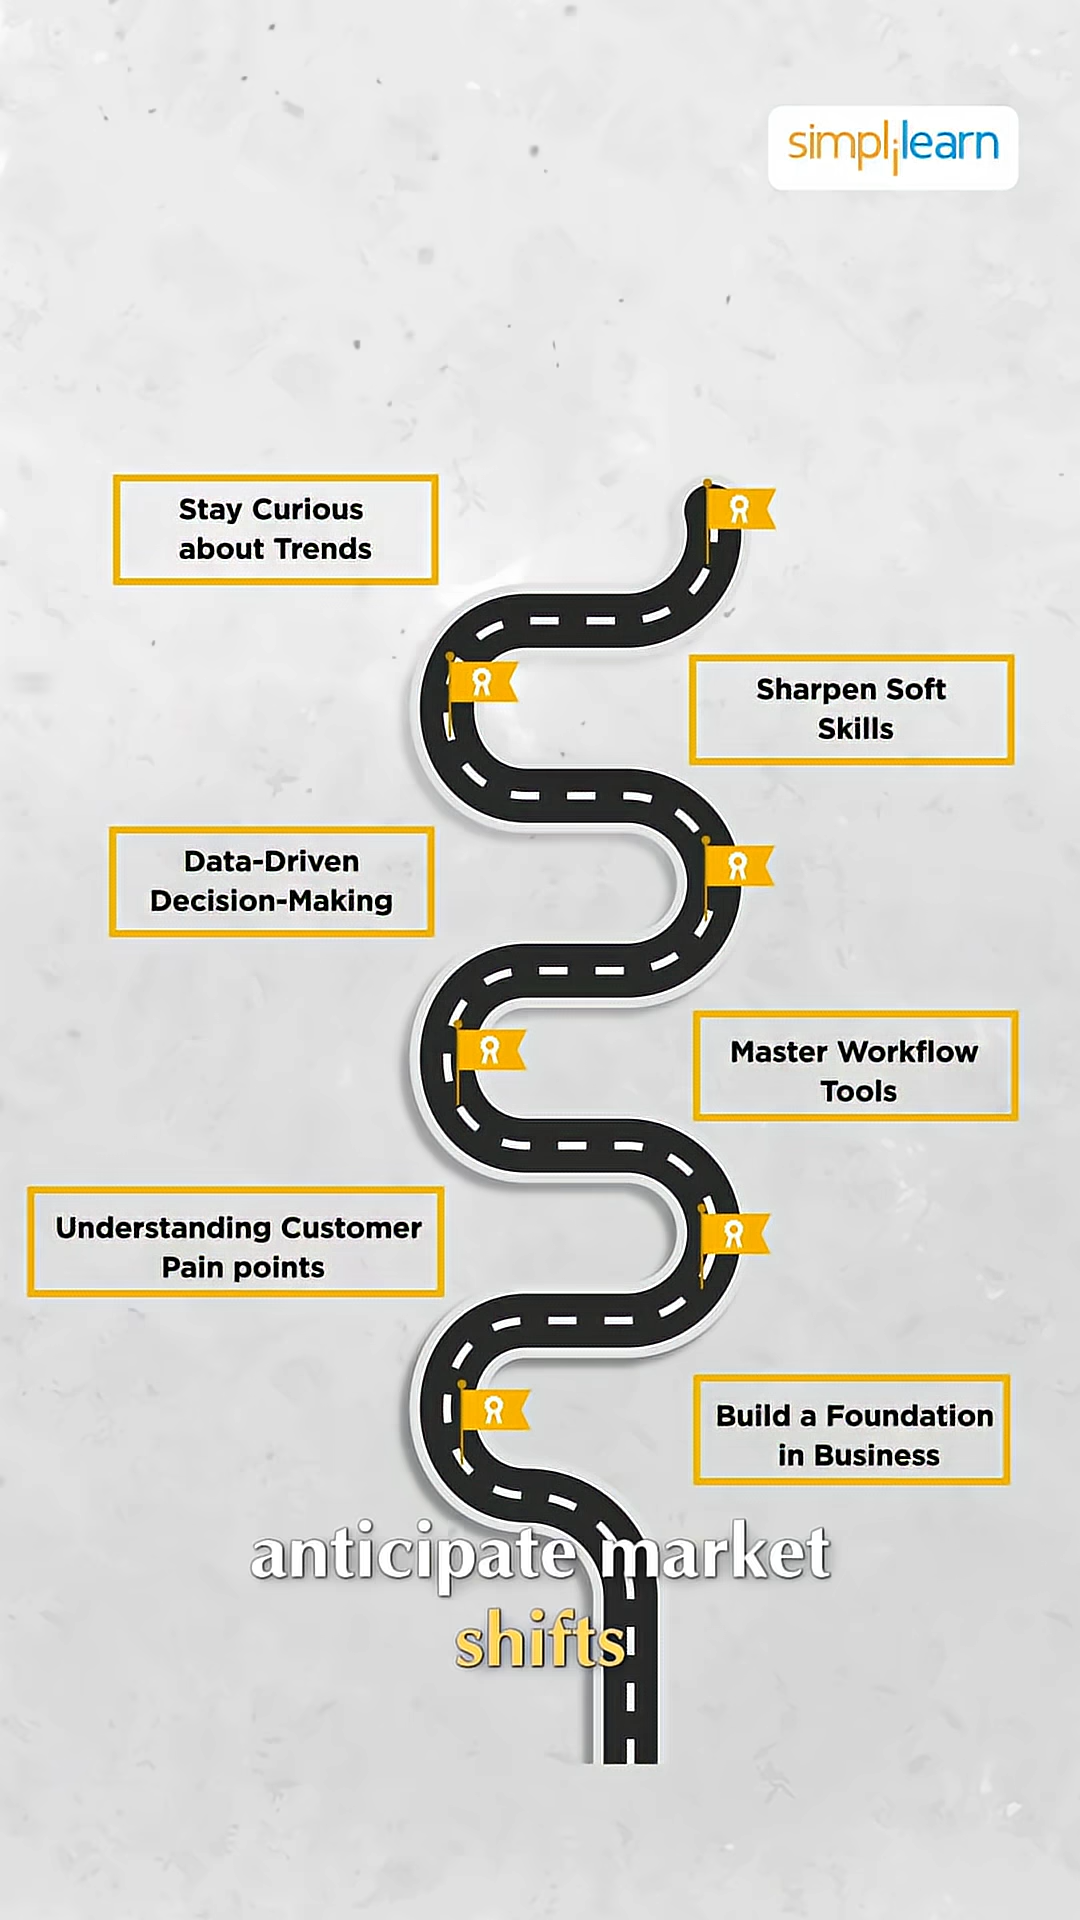 simplilearn
Stay Curious
about Trends
Sharpen Soft
Skills
Data-Driven
Decision-Making
Master Workflow
Tools
Understanding Customer
Pain points
Build a Foundation
in Business
anticipate market
shifts